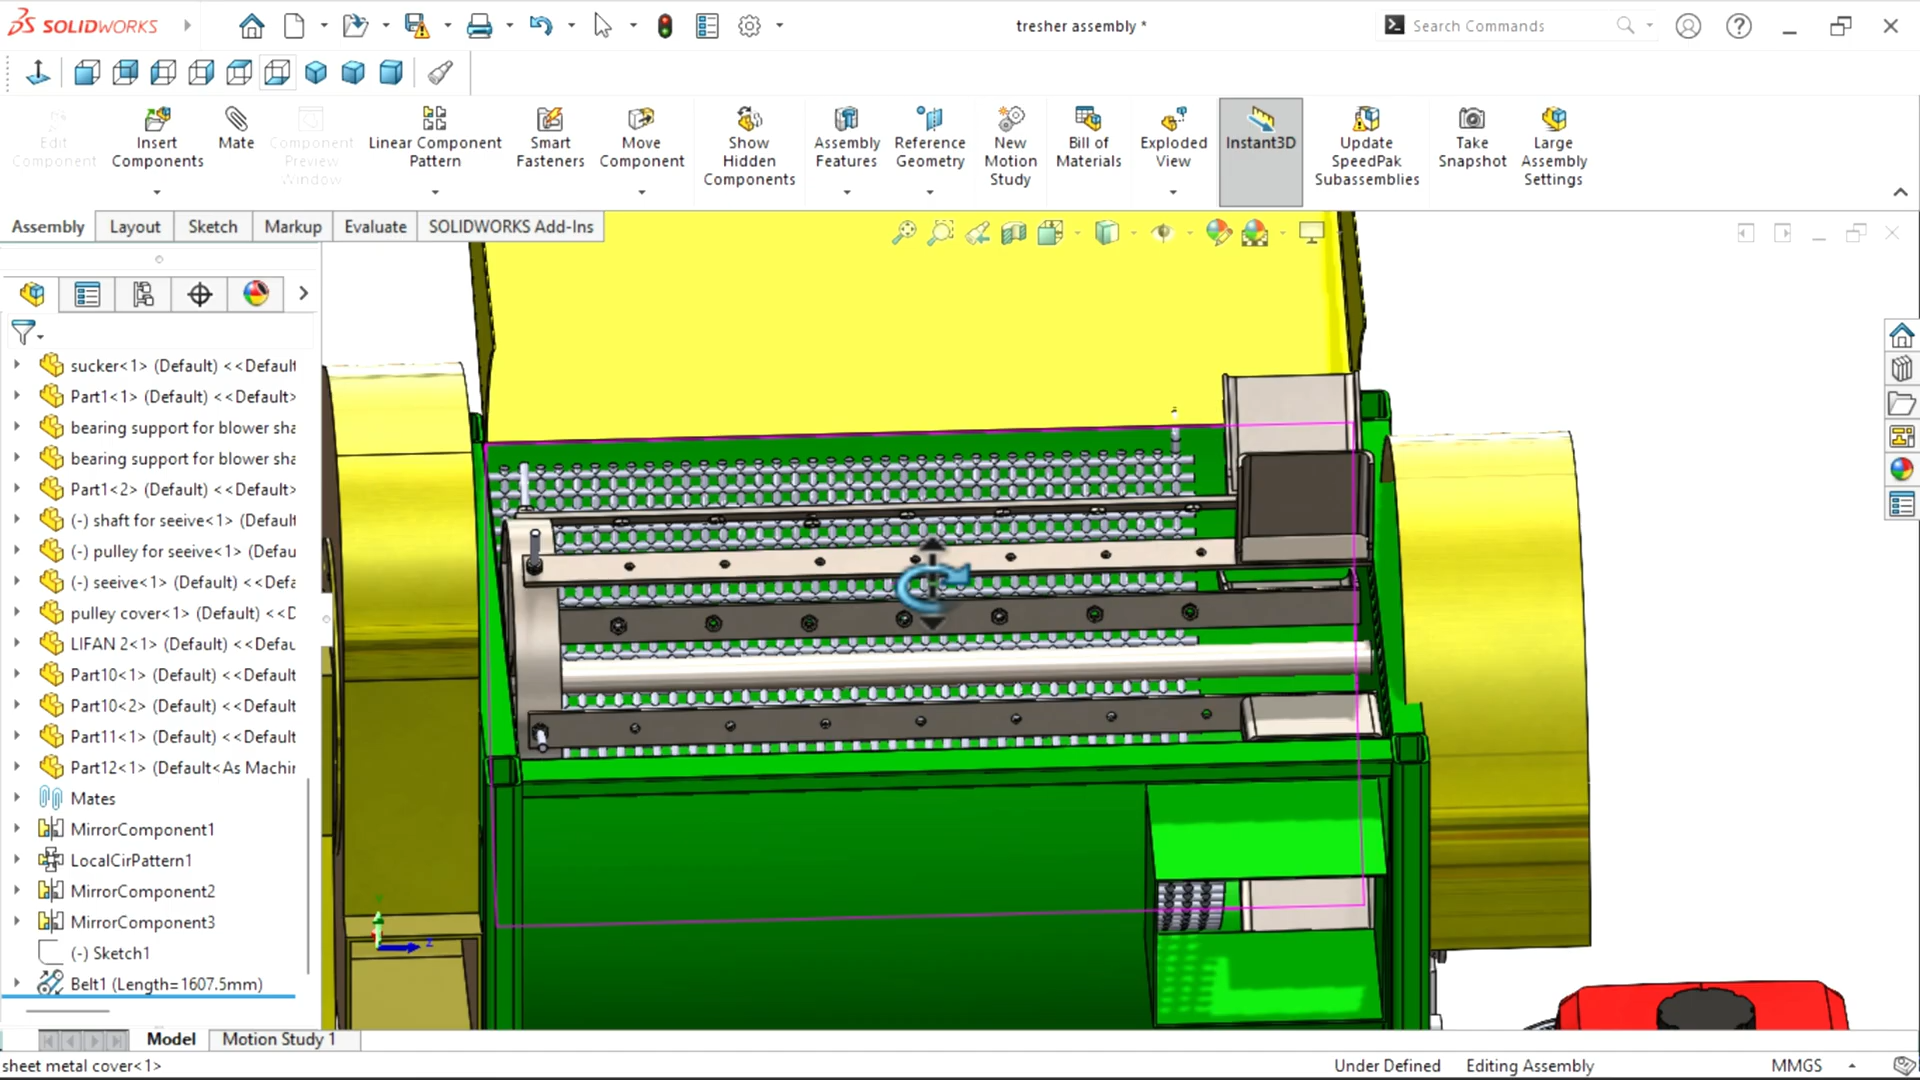 SOLIDWORKS
tresher assembly *
Search Commands
Edit Component
Insert Components
Mate
Component Preview Window
Linear Component Pattern
Smart Fasteners
Move Component
Show Hidden Components
Assembly Features
Reference Geometry
New Motion Study
Bill of Materials
Exploded View
Instant3D
Update SpeedPak Subassemblies
Take Snapshot
Large Assembly Settings
Assembly
Layout
Sketch
Markup
Evaluate
SOLIDWORKS Add-Ins
sucker<1> (Default) <<Default
Part1<1> (Default) <<Default>
bearing support for blower sha
bearing support for blower sha
Part1<2> (Default) <<Default>
(-) shaft for seeive<1> (Default
(-) pulley for seeive<1> (Defau
(-) seeive<1> (Default) <<Defa
pulley cover<1> (Default) <<D
LIFAN 2<1> (Default) <<Defau
Part10<1> (Default) <<Default
Part10<2> (Default) <<Default
Part11<1> (Default) <<Default
Part12<1> (Default<As Machin
Mates
MirrorComponent1
LocalCirPattern1
MirrorComponent2
MirrorComponent3
(-) Sketch1
Belt1 (Length=1607.5mm)
Z
Model
Motion Study 1
sheet metal cover<1>
Under Defined
Editing Assembly
MMGS